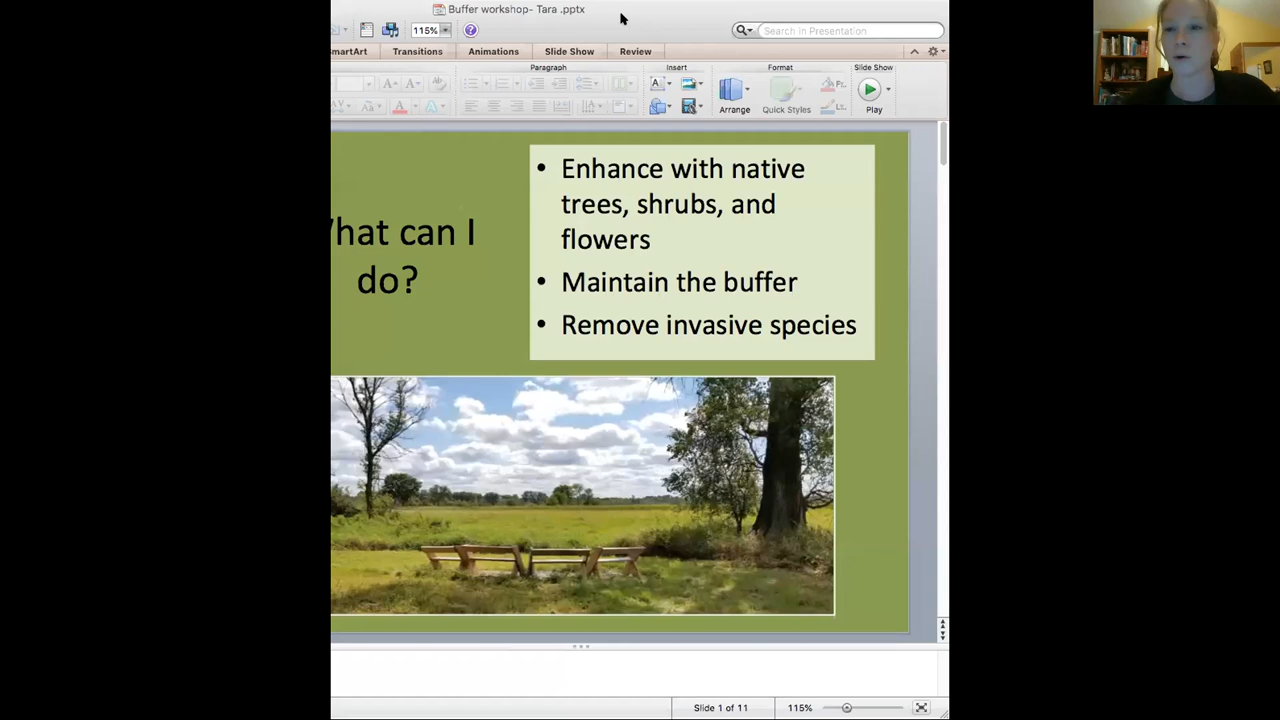 Buffer workshop- Tara .pptx
115%
Search in Presentation
martArt
Transitions
Animations
Slide Show
Review
Paragraph
Insert
Format
Slide Show
Arrange
Quick Styles
Play
hat can I
do?
• Enhance with native
trees, shrubs, and
flowers
• Maintain the buffer
• Remove invasive species
Slide 1 of 11
115%